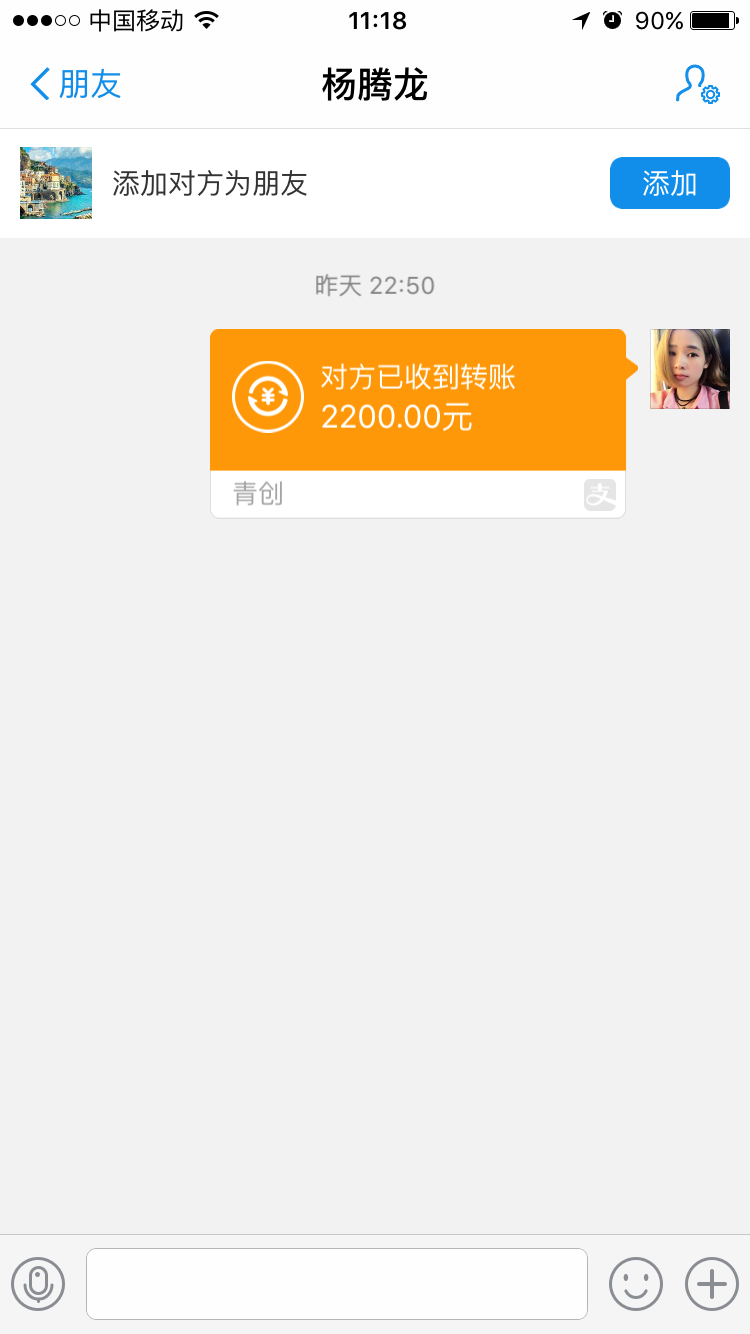 中国移动 11:18 90%
朋友 杨腾龙
添加对方为朋友 添加
昨天 22:50
对方已收到转账
2200.00元
青创 支